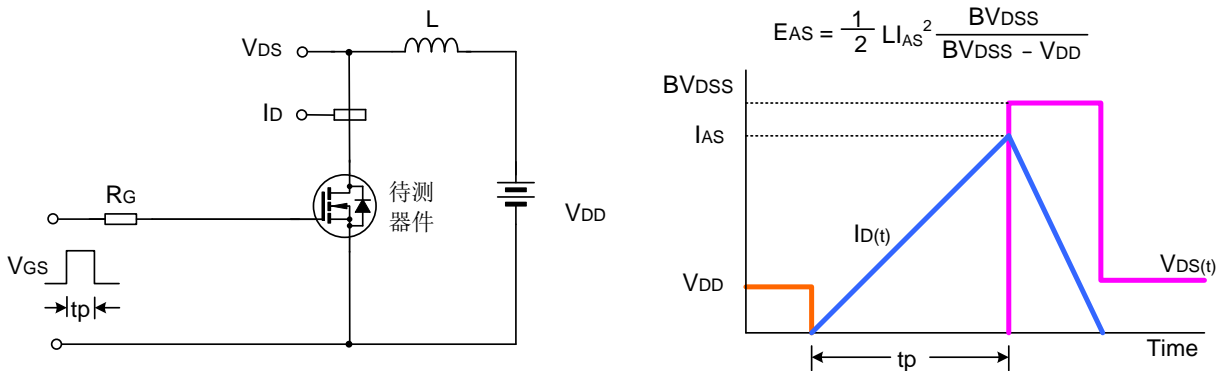 L
VDS
ID
RG
待测
器件
VDD
VGS
tp
EAS = 1/2 LIAS² BVDSS / BVDSS − VDD
BVDSS
IAS
ID(t)
VDD
VDS(t)
Time
tp